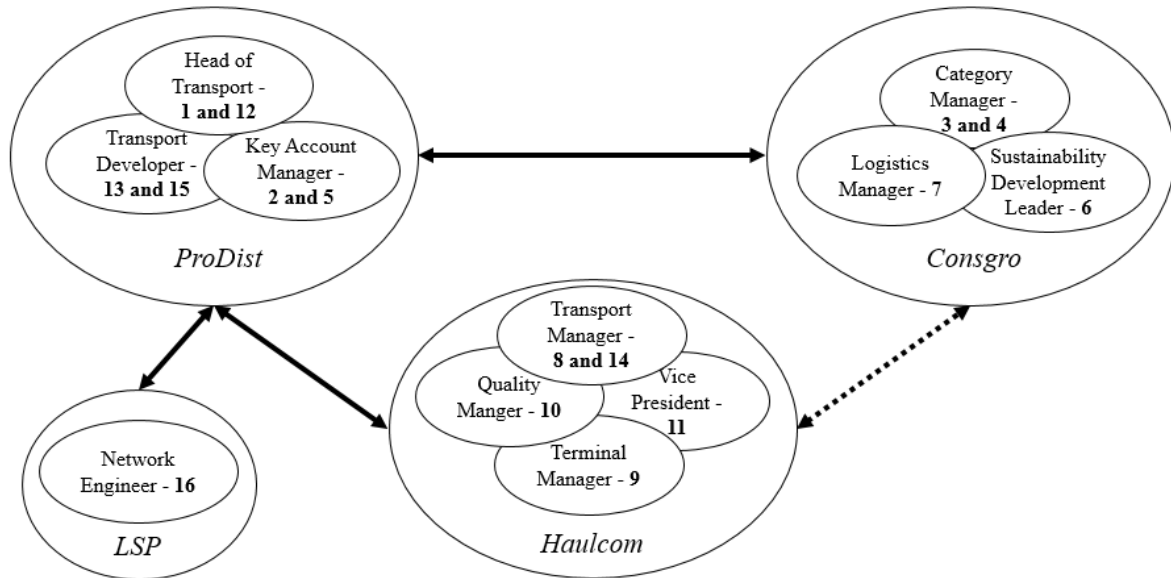 Head of
Transport -
1 and 12
Transport
Developer -
13 and 15
Key Account
Manager -
2 and 5
ProDist
Category
Manager -
3 and 4
Logistics
Manager - 7
Sustainability
Development
Leader - 6
Consgro
Network
Engineer - 16
LSP
Transport
Manager -
8 and 14
Quality
Manger - 10
Vice
President -
11
Terminal
Manager - 9
Haulcom